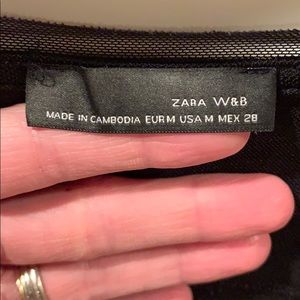 ZARA W&B
MADE IN CAMBODIA EUR M USA M MEX 28